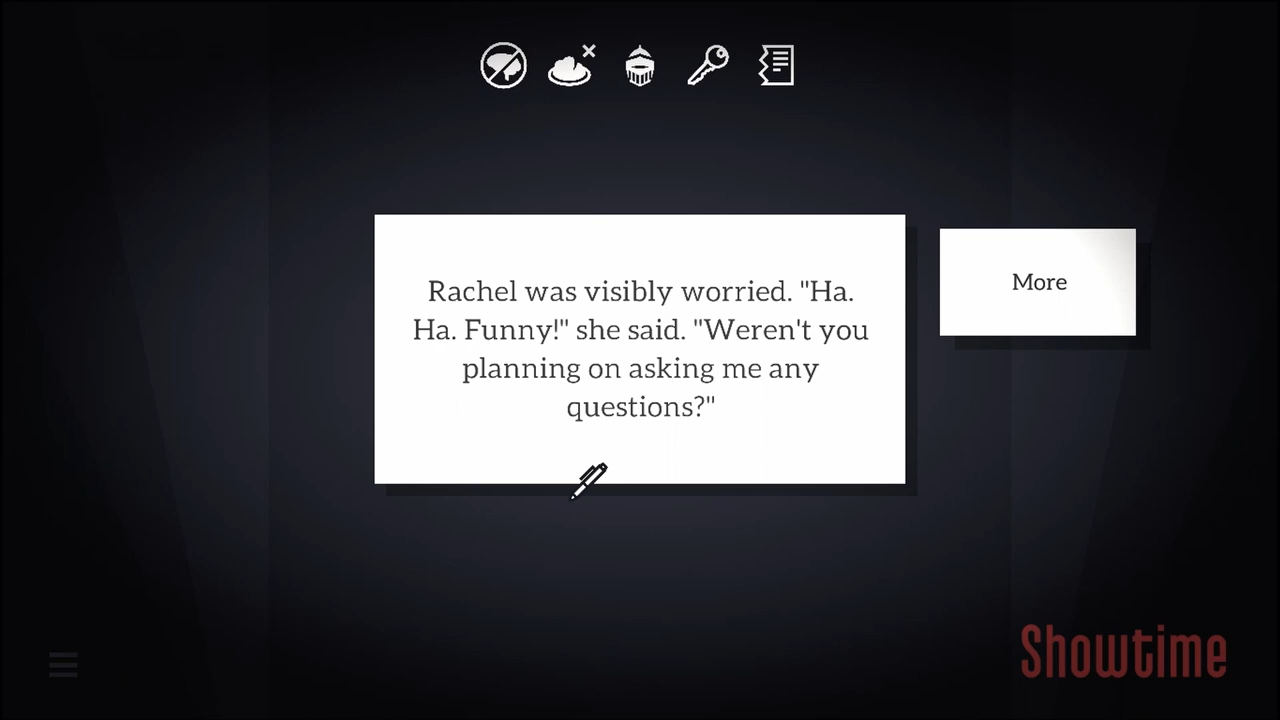 Rachel was visibly worried. "Ha.
Ha. Funny!" she said. "Weren't you
planning on asking me any
questions?"
More
Showtime